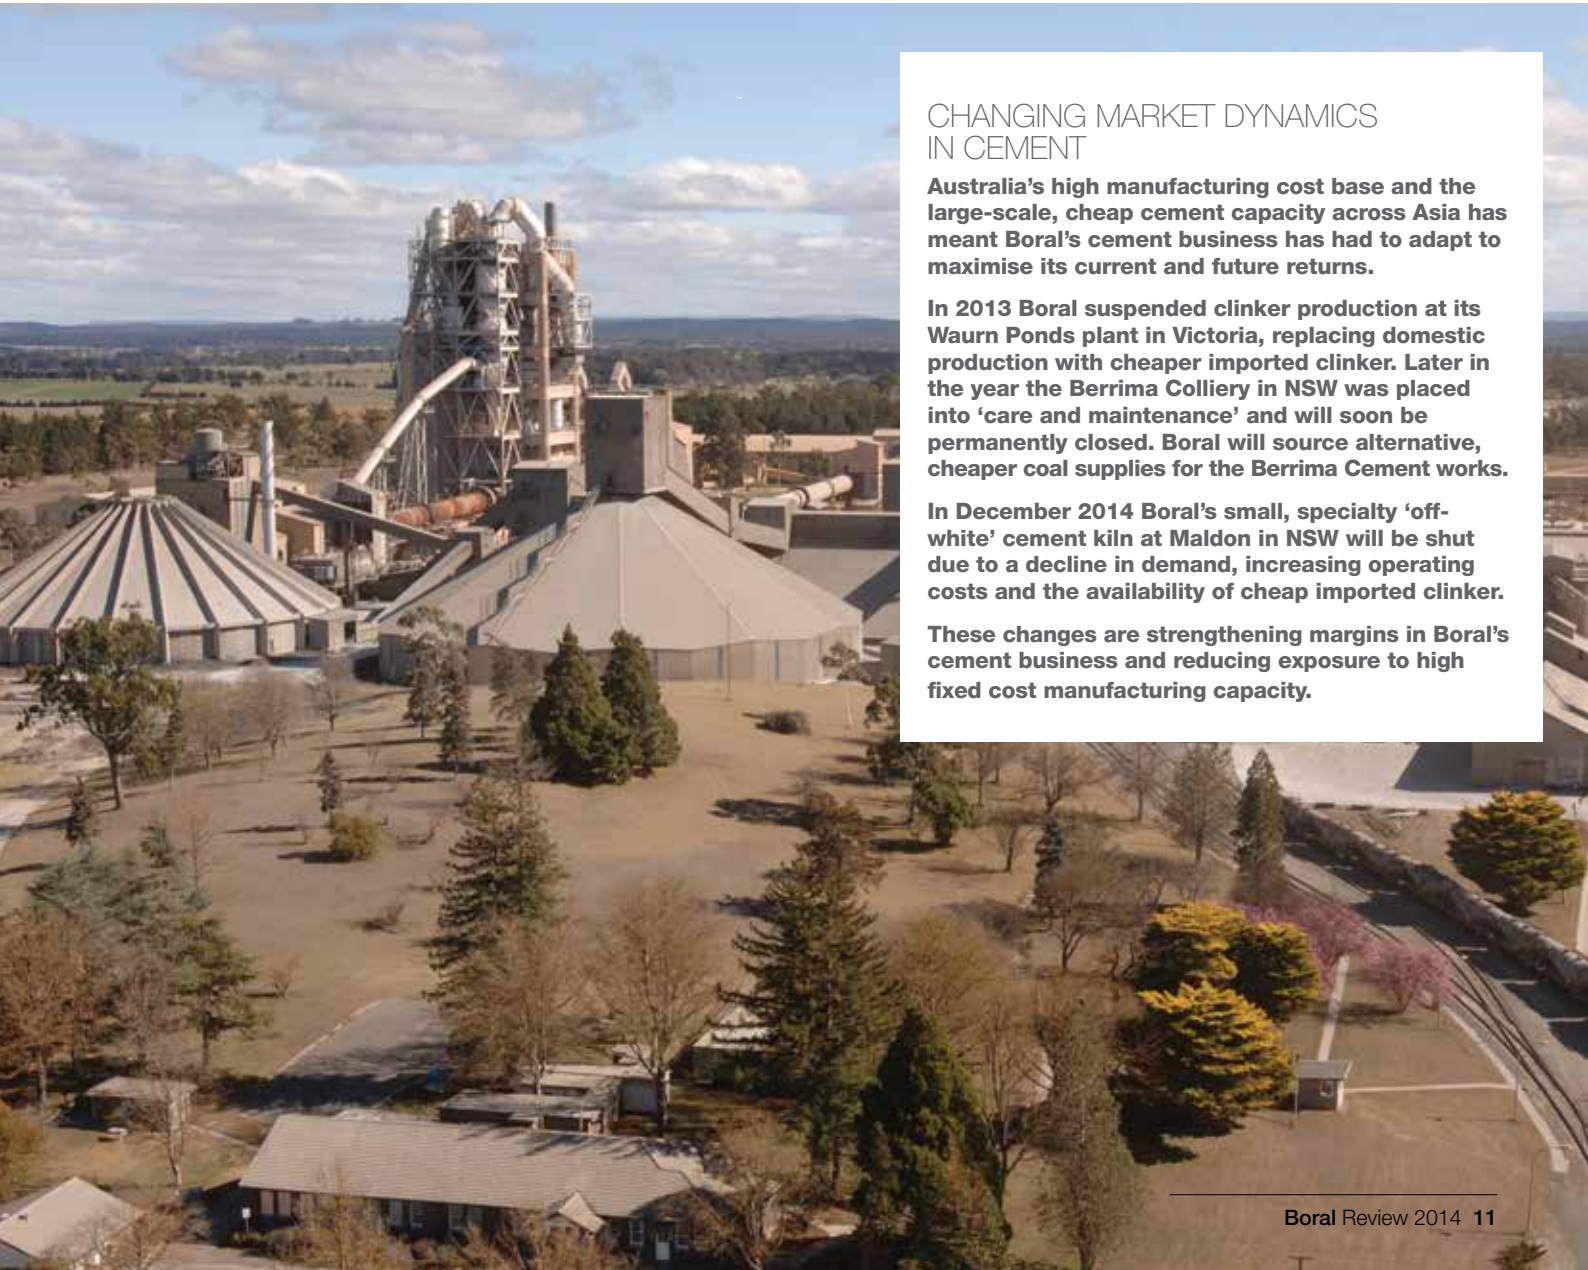 CHANGING MARKET DYNAMICS
IN CEMENT
Australia’s high manufacturing cost base and the
large-scale, cheap cement capacity across Asia has
meant Boral’s cement business has had to adapt to
maximise its current and future returns.
In 2013 Boral suspended clinker production at its
Waurn Ponds plant in Victoria, replacing domestic
production with cheaper imported clinker. Later in
the year the Berrima Colliery in NSW was placed
into ‘care and maintenance’ and will soon be
permanently closed. Boral will source alternative,
cheaper coal supplies for the Berrima Cement works.
In December 2014 Boral’s small, specialty ‘off-
white’ cement kiln at Maldon in NSW will be shut
due to a decline in demand, increasing operating
costs and the availability of cheap imported clinker.
These changes are strengthening margins in Boral’s
cement business and reducing exposure to high
fixed cost manufacturing capacity.
Boral Review 2014 11